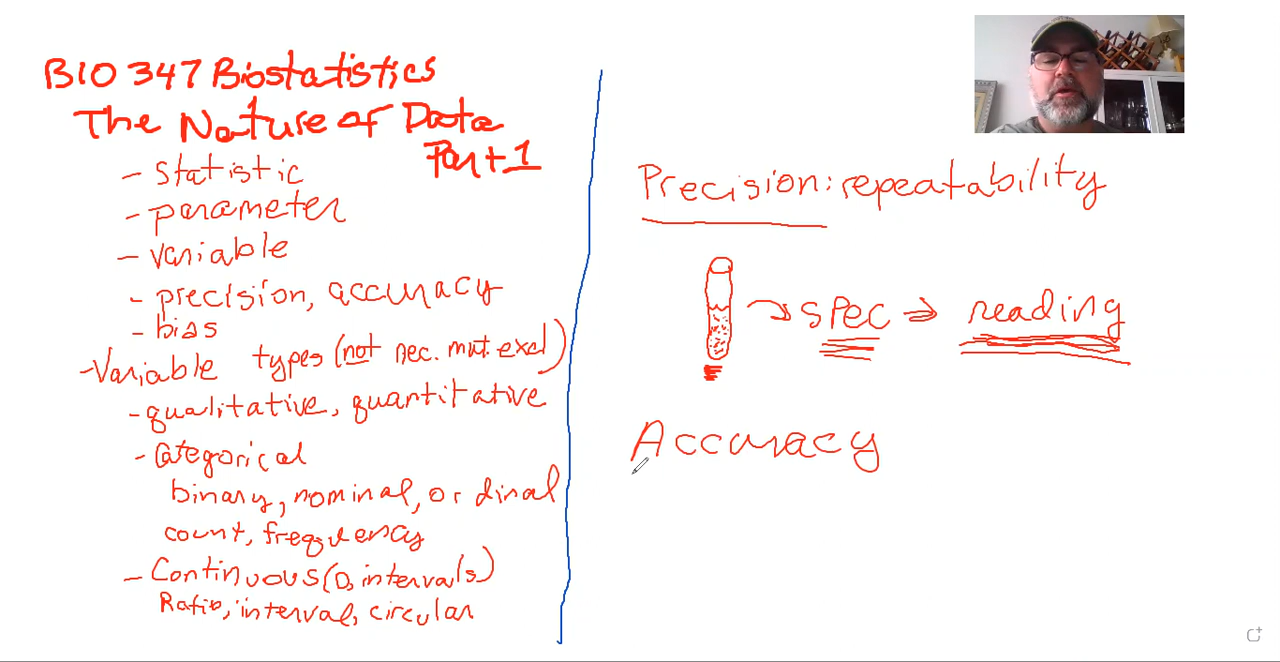 BIO 347 Biostatistics
The Nature of Data
Part 1
- Statistic
- parameter
- Variable
- precision, accuracy
- bias
- Variable types (not nec. mut. excl)
- qualitative, quantitative
- Categorical
binary, nominal, ordinal
count, frequency
- Continuous (0, intervals)
Ratio, interval, circular
Precision: repeatability
→ spec → reading
Accuracy